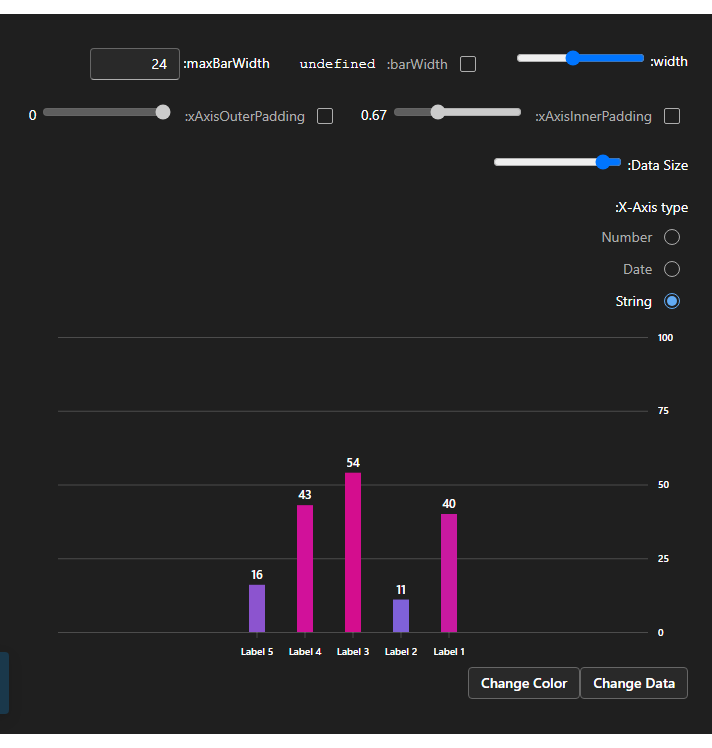 :width
:barWidth undefined
:maxBarWidth 24
:xAxisInnerPadding 0.67
:xAxisOuterPadding 0
:Data Size
:X-Axis type
Number
Date
String
100
75
50
25
0
40
11
54
43
16
Label 1
Label 2
Label 3
Label 4
Label 5
Change Data
Change Color